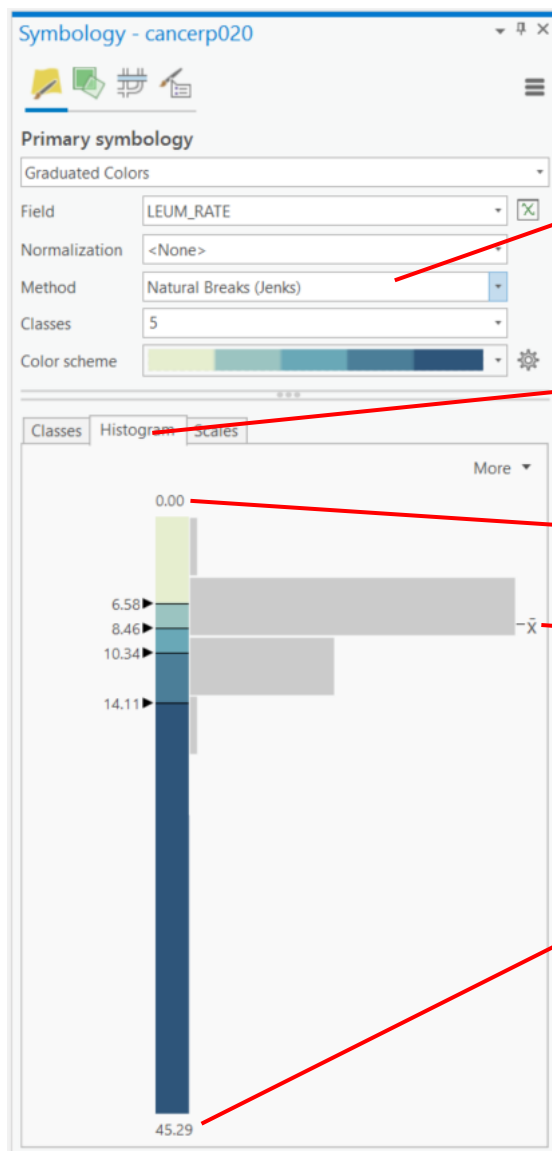 Symbology - cancerp020
Primary symbology
Graduated Colors
Field LEUM_RATE
Normalization <None>
Method Natural Breaks (Jenks)
Classes 5
Color scheme
Classes Histogram Scales
More
0.00
6.58
8.46
x̄
10.34
14.11
45.29